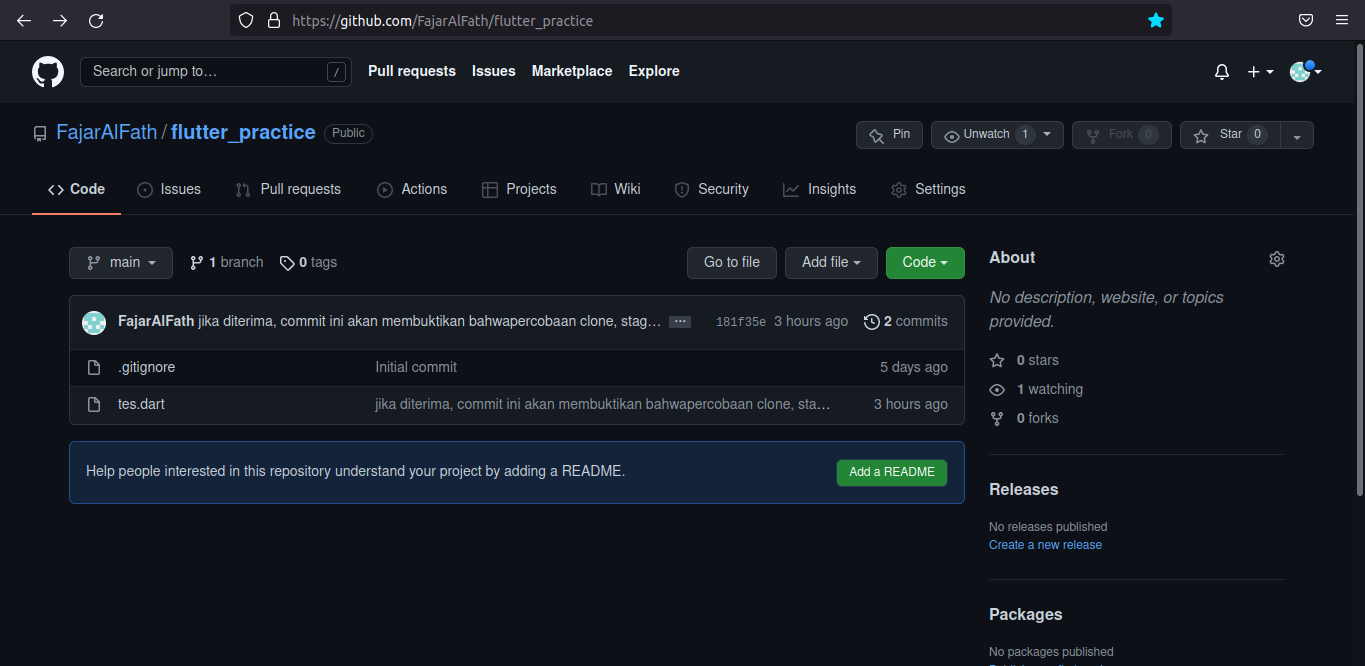 https://github.com/FajarAlFath/flutter_practice
Search or jump to… / Pull requests Issues Marketplace Explore
FajarAlFath / flutter_practice Public Pin Unwatch 1 Fork 0 Star 0
Code Issues Pull requests Actions Projects Wiki Security Insights Settings
main 1 branch 0 tags Go to file Add file Code
FajarAlFath jika diterima, commit ini akan membuktikan bahwapercobaan clone, stag… … 181f35e 3 hours ago 2 commits
.gitignore Initial commit 5 days ago
tes.dart jika diterima, commit ini akan membuktikan bahwapercobaan clone, sta… 3 hours ago
Help people interested in this repository understand your project by adding a README. Add a README
About
No description, website, or topics
provided.
0 stars
1 watching
0 forks
Releases
No releases published
Create a new release
Packages
No packages published